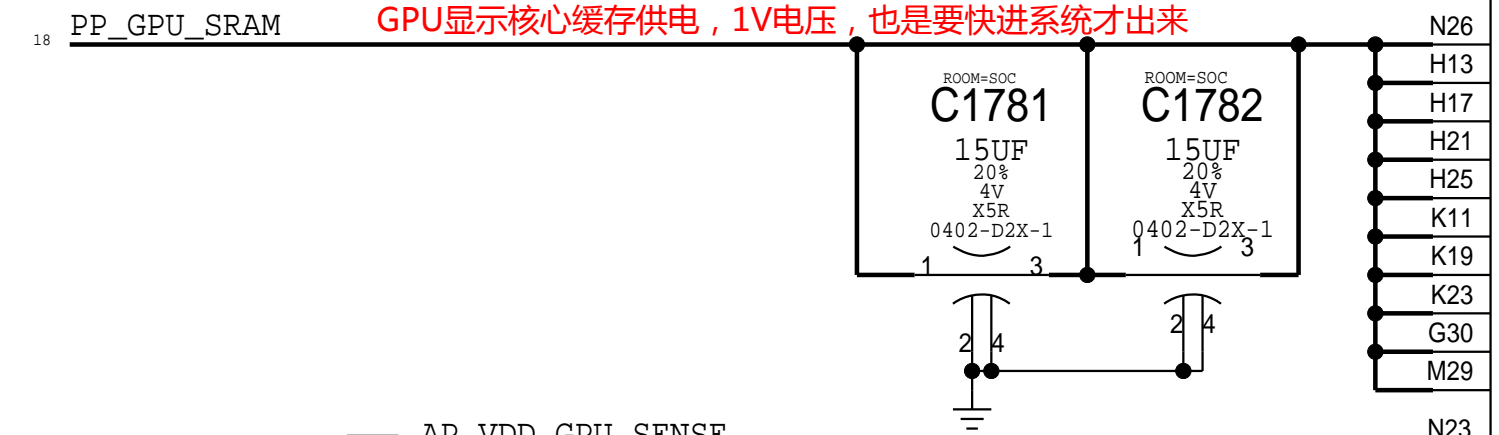 18 PP_GPU_SRAM GPU显示核心缓存供电，1V电压，也是要快进系统才出来
N26
H13
H17
H21
H25
K11
K19
K23
G30
M29
N23
ROOM=SOC
C1781
15UF
20%
4V
X5R
0402-D2X-1
1 3
2 4
ROOM=SOC
C1782
15UF
20%
4V
X5R
0402-D2X-1
1 3
2 4
AP_VDD_GPU_SENSE